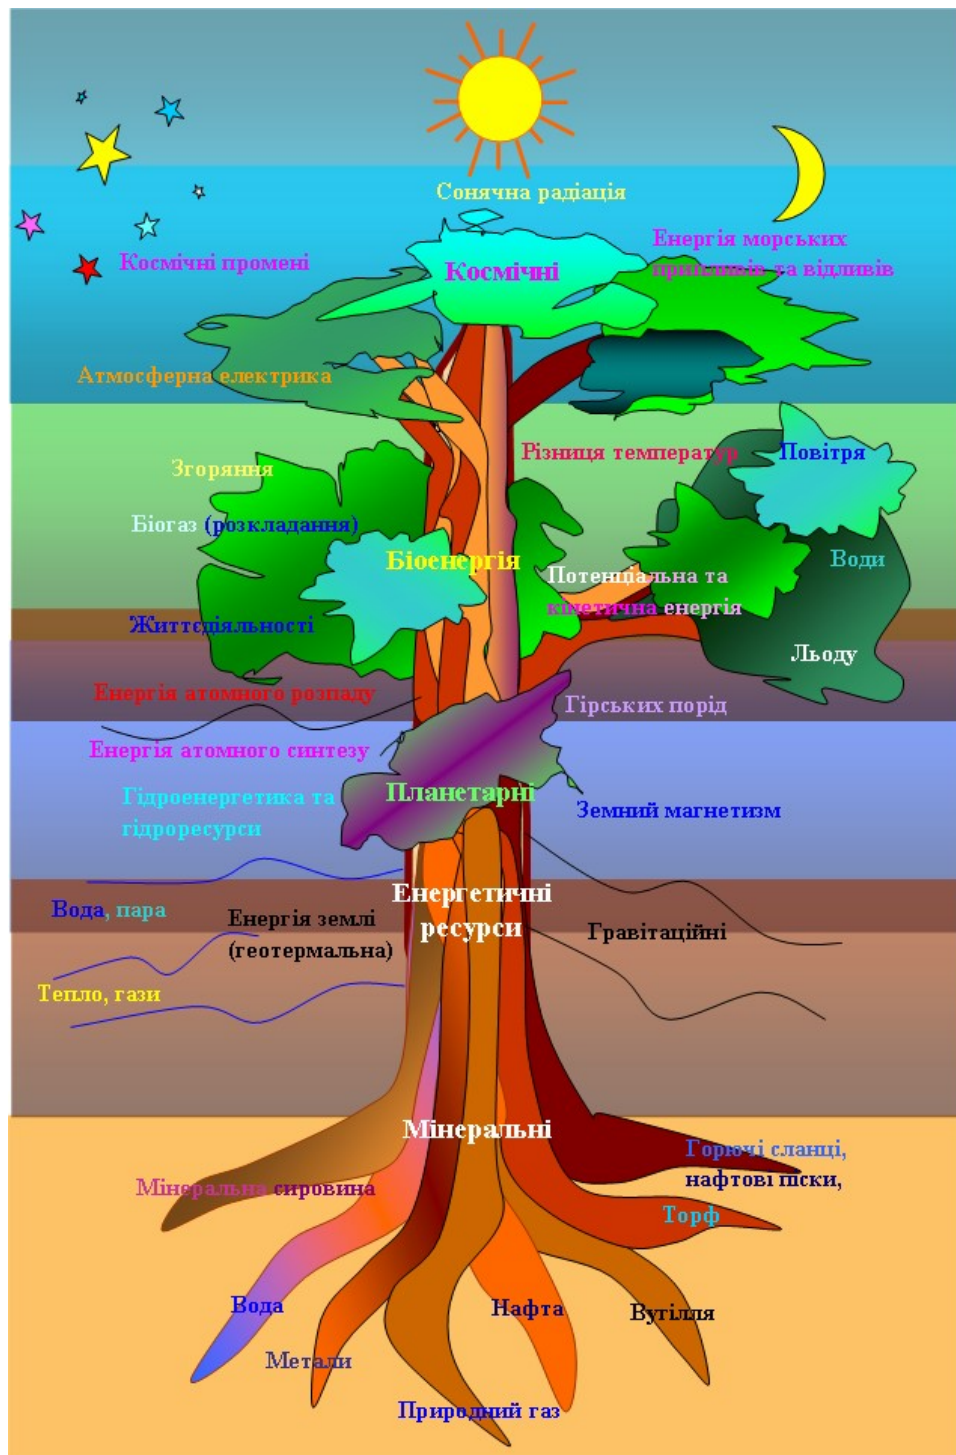 Сонячна радіація
Енергія морських
припливів та відливів
Космічні промені
Космічні
Атмосферна електрика
Різниця температур
Повітря
Згоряння
Біогаз (розкладання)
Біоенергія
Води
Потенціальна та
кінетична енергія
Життєдіяльності
Льоду
Енергія атомного розпаду
Гірських порід
Енергія атомного синтезу
Планетарні
Гідроенергетика та
гідроресурси
Земний магнетизм
Енергетичні
ресурси
Вода, пара
Енергія землі
(геотермальна)
Гравітаційні
Тепло, гази
Мінеральні
Горючі сланці,
нафтові піски,
Мінеральна сировина
Торф
Вода
Нафта
Вугілля
Метали
Природний газ